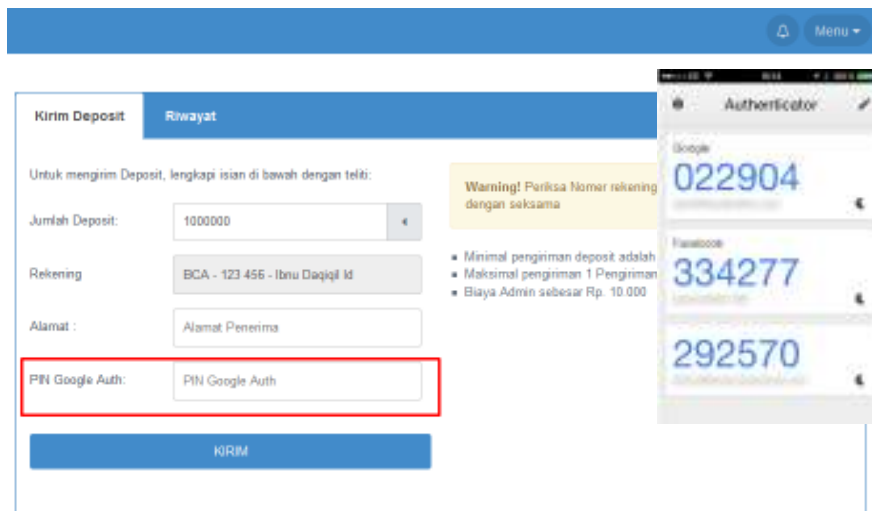 Menu
Kirim Deposit
Riwayat
Untuk mengirim Deposit, lengkapi isian di bawah dengan teliti:
Jumlah Deposit:
1000000
Rekening
BCA - 123 456 - Ibnu Daqiqil Id
Alamat :
Alamat Penerima
PIN Google Auth:
PIN Google Auth
KIRIM
Warning! Periksa Nomer rekening
dengan seksama
Minimal pengiriman deposit adalah
Maksimal pengiriman 1 Pengiriman
Biaya Admin sebesar Rp. 10.000
Authenticator
Google
022904
Facebook
334277
292570